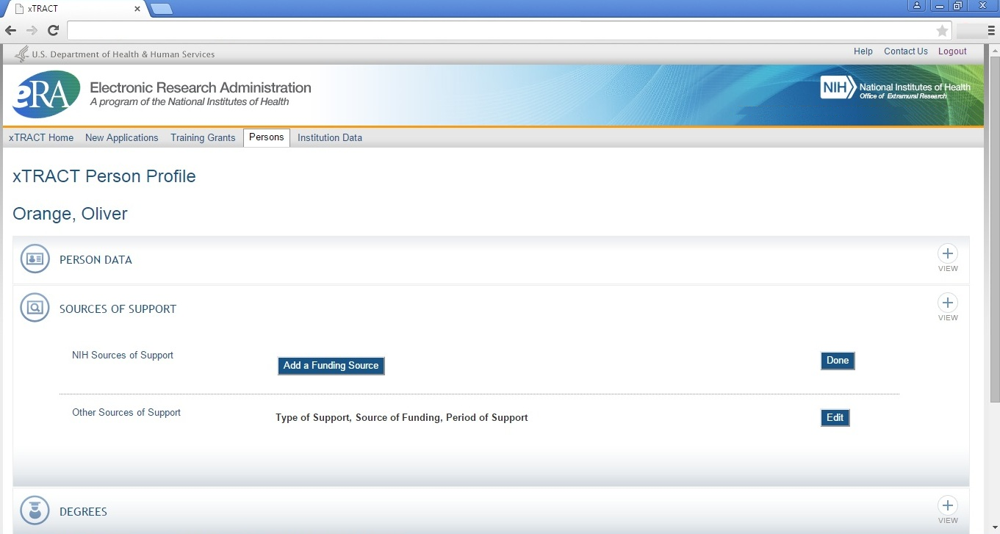 xTRACT
U.S. Department of Health & Human Services
Help Contact Us Logout
eRA
Electronic Research Administration
A program of the National Institutes of Health
NIH
National Institutes of Health
Office of Extramural Research
xTRACT Home New Applications Training Grants Persons Institution Data
xTRACT Person Profile
Orange, Oliver
PERSON DATA
VIEW
SOURCES OF SUPPORT
VIEW
NIH Sources of Support
Add a Funding Source
Done
Other Sources of Support
Type of Support, Source of Funding, Period of Support
Edit
DEGREES
VIEW